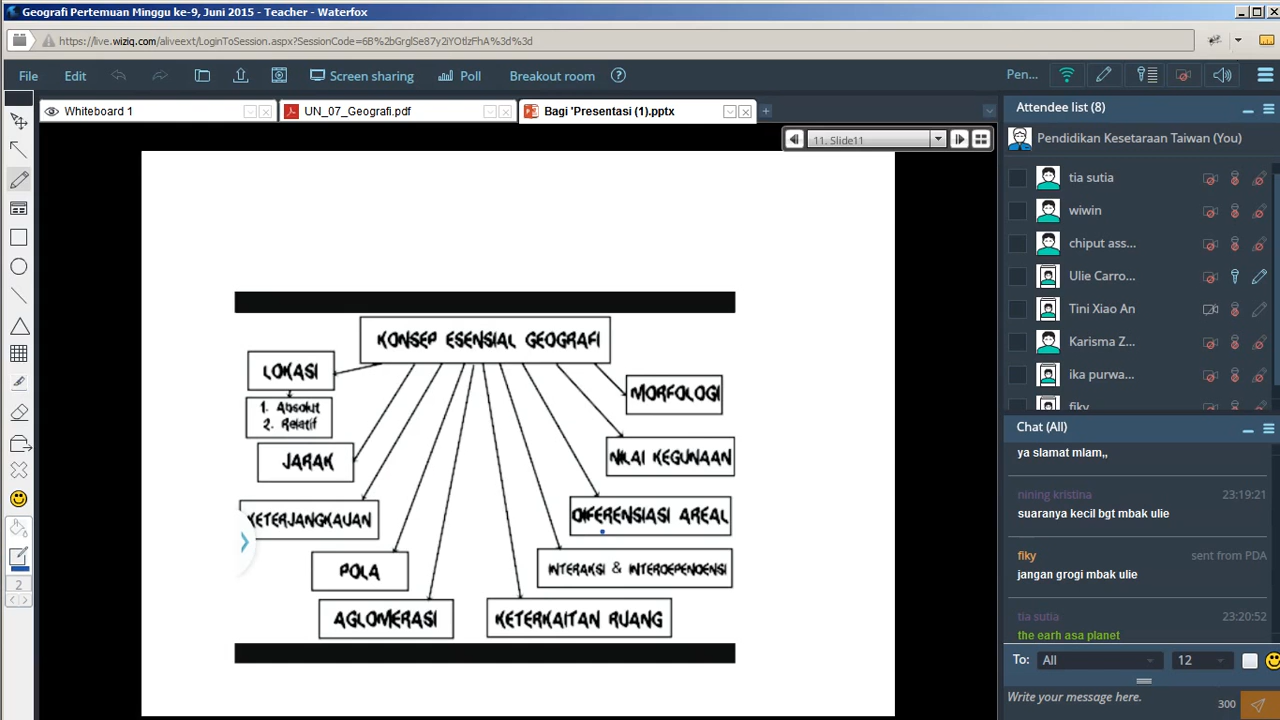 Geografi Pertemuan Minggu ke-9, Juni 2015 - Teacher - Waterfox
https://live.wiziq.com/aliveext/LoginToSession.aspx?SessionCode=6B%2bGrglSe87y2iYOtlzFhA%3d%3d
File Edit Screen sharing Poll Breakout room ? Pen...
Whiteboard 1 UN_07_Geografi.pdf Bagi 'Presentasi (1).pptx
11. Slide11
KONSEP ESENSIAL GEOGRAFI
LOKASI
1. Absolut
2. Relatif
JARAK
KETERJANGKAUAN
POLA
AGLOMERASI
KETERKAITAN RUANG
INTERAKSI & INTERDEPENDENSI
DIFERENSIASI AREAL
NILAI KEGUNAAN
MORFOLOGI
2
Attendee list (8)
Pendidikan Kesetaraan Taiwan (You)
tia sutia
wiwin
chiput ass...
Ulie Carro...
Tini Xiao An
Karisma Z...
ika purwa...
fiky
Chat (All)
ya slamat mlam,,
nining kristina 23:19:21
suaranya kecil bgt mbak ulie
fiky sent from PDA
jangan grogi mbak ulie
tia sutia 23:20:52
the earh asa planet
To: All 12
Write your message here. 300